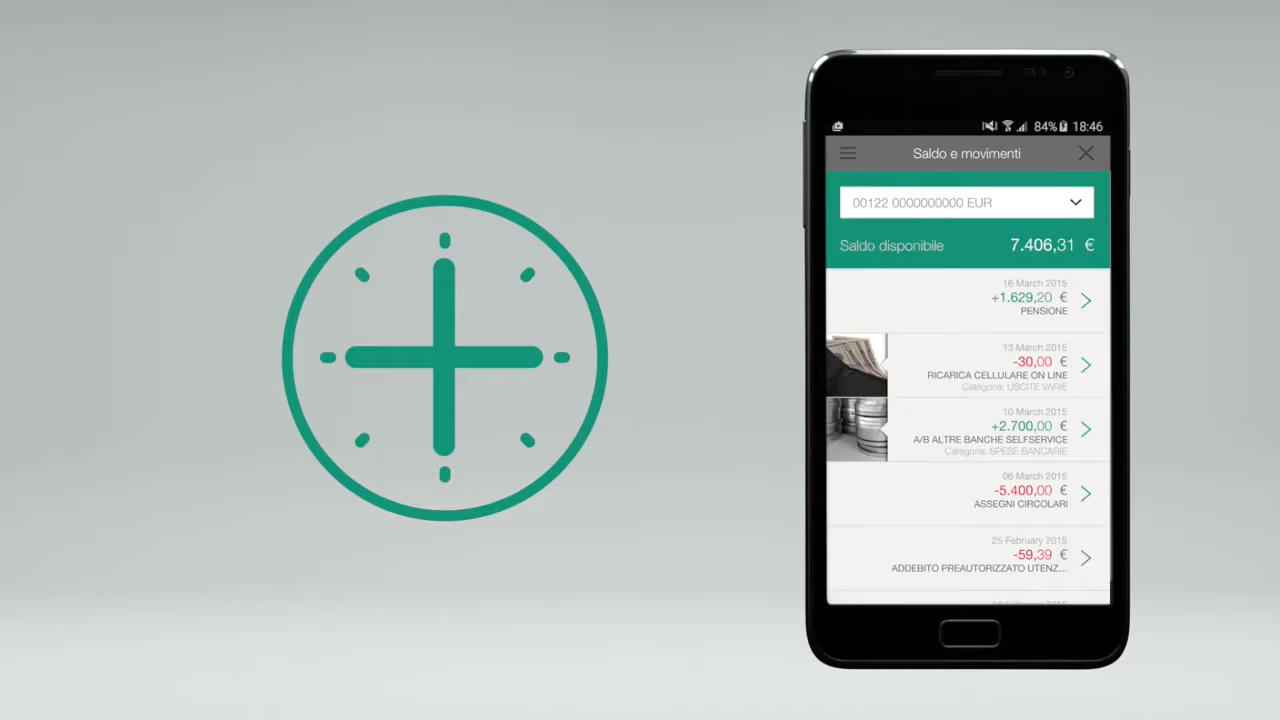 84% 18:46
Saldo e movimenti
00122 0000000000 EUR
Saldo disponibile 7.406,31 €
16 March 2015
+1.629,20 €
PENSIONE
13 March 2015
-30,00 €
RICARICA CELLULARE ON LINE
Categoria: USCITE VARIE
10 March 2015
+2.700,00 €
A/B ALTRE BANCHE SELFSERVICE
Categoria: SPESE BANCARIE
06 March 2015
-5.400,00 €
ASSEGNI CIRCOLARI
25 February 2015
-59,39 €
ADDEBITO PREAUTORIZZATO UTENZ...